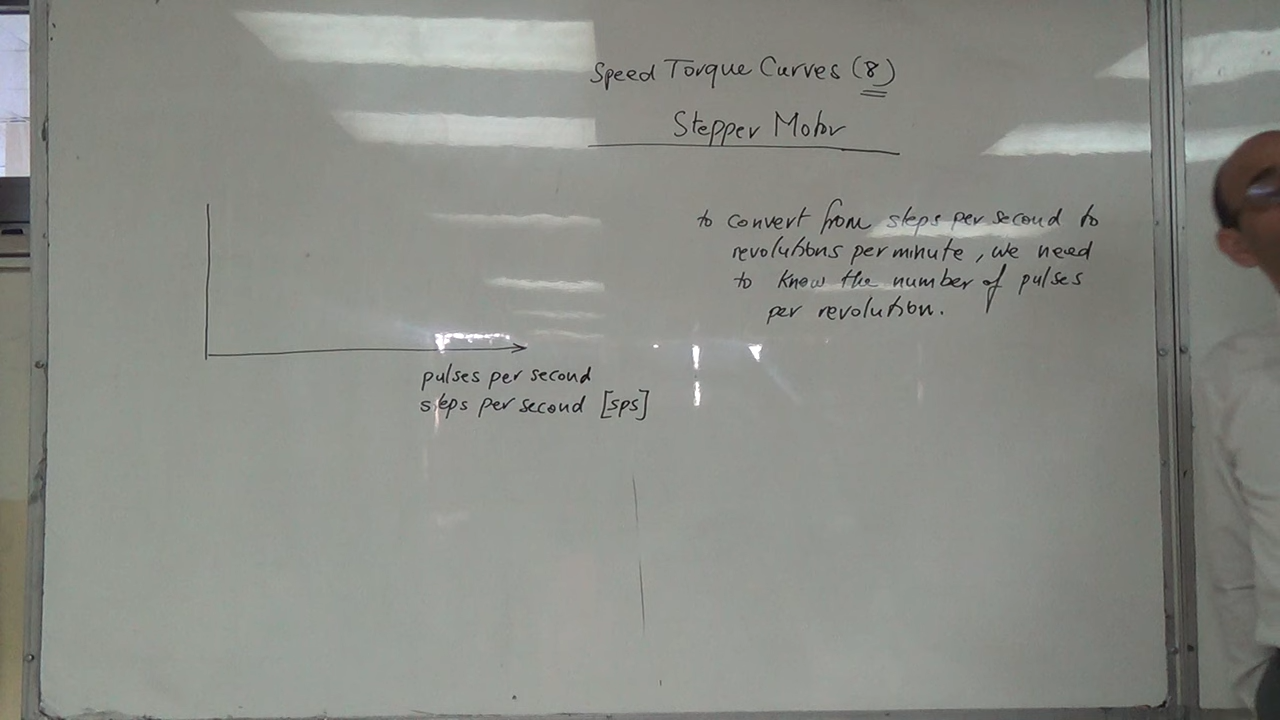 Speed Torque Curves (8)
Stepper Motor
to convert from steps per second to
revolutions per minute, we need
to know the number of pulses
per revolution.
pulses per second
steps per second [sps]